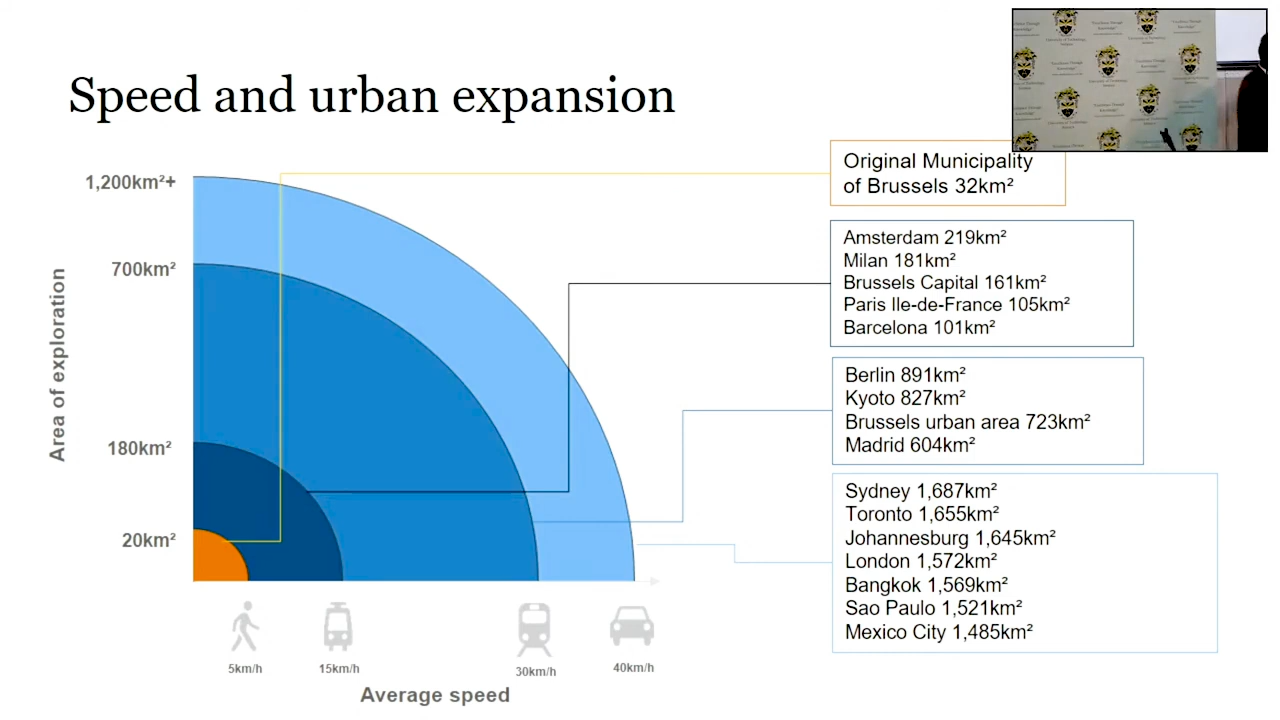 Speed and urban expansion
1,200km²+
700km²
180km²
20km²
Area of exploration
5km/h
15km/h
30km/h
40km/h
Average speed
Original Municipality
of Brussels 32km²
Amsterdam 219km²
Milan 181km²
Brussels Capital 161km²
Paris Ile-de-France 105km²
Barcelona 101km²
Berlin 891km²
Kyoto 827km²
Brussels urban area 723km²
Madrid 604km²
Sydney 1,687km²
Toronto 1,655km²
Johannesburg 1,645km²
London 1,572km²
Bangkok 1,569km²
Sao Paulo 1,521km²
Mexico City 1,485km²